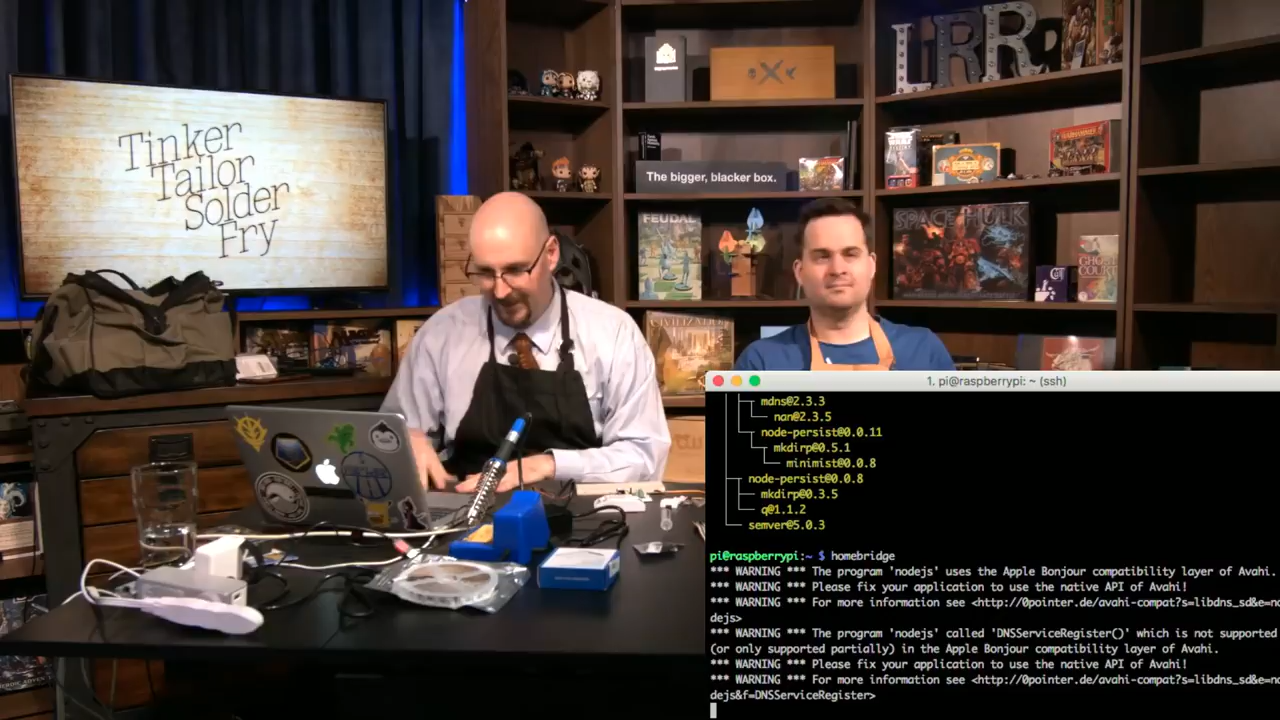 Tinker
Tailor
Solder
Fry
URR
The bigger, blacker box.
FEUDAL
SPACE HULK
GHOST
COURT
CIVILIZATION
1. pi@raspberrypi: ~ (ssh)
mdns@2.3.3
nan@2.3.5
node-persist@0.0.11
mkdirp@0.5.1
minimist@0.0.8
node-persist@0.0.8
mkdirp@0.3.5
q@1.1.2
semver@5.0.3
pi@raspberrypi:~ $ homebridge
*** WARNING *** The program 'nodejs' uses the Apple Bonjour compatibility layer of Avahi.
*** WARNING *** Please fix your application to use the native API of Avahi!
*** WARNING *** For more information see <http://0pointer.de/avahi-compat?s=libdns_sd&e=no
dejs>
*** WARNING *** The program 'nodejs' called 'DNSServiceRegister()' which is not supported
(or only supported partially) in the Apple Bonjour compatibility layer of Avahi.
*** WARNING *** Please fix your application to use the native API of Avahi!
*** WARNING *** For more information see <http://0pointer.de/avahi-compat?s=libdns_sd&e=no
dejs&f=DNSServiceRegister>